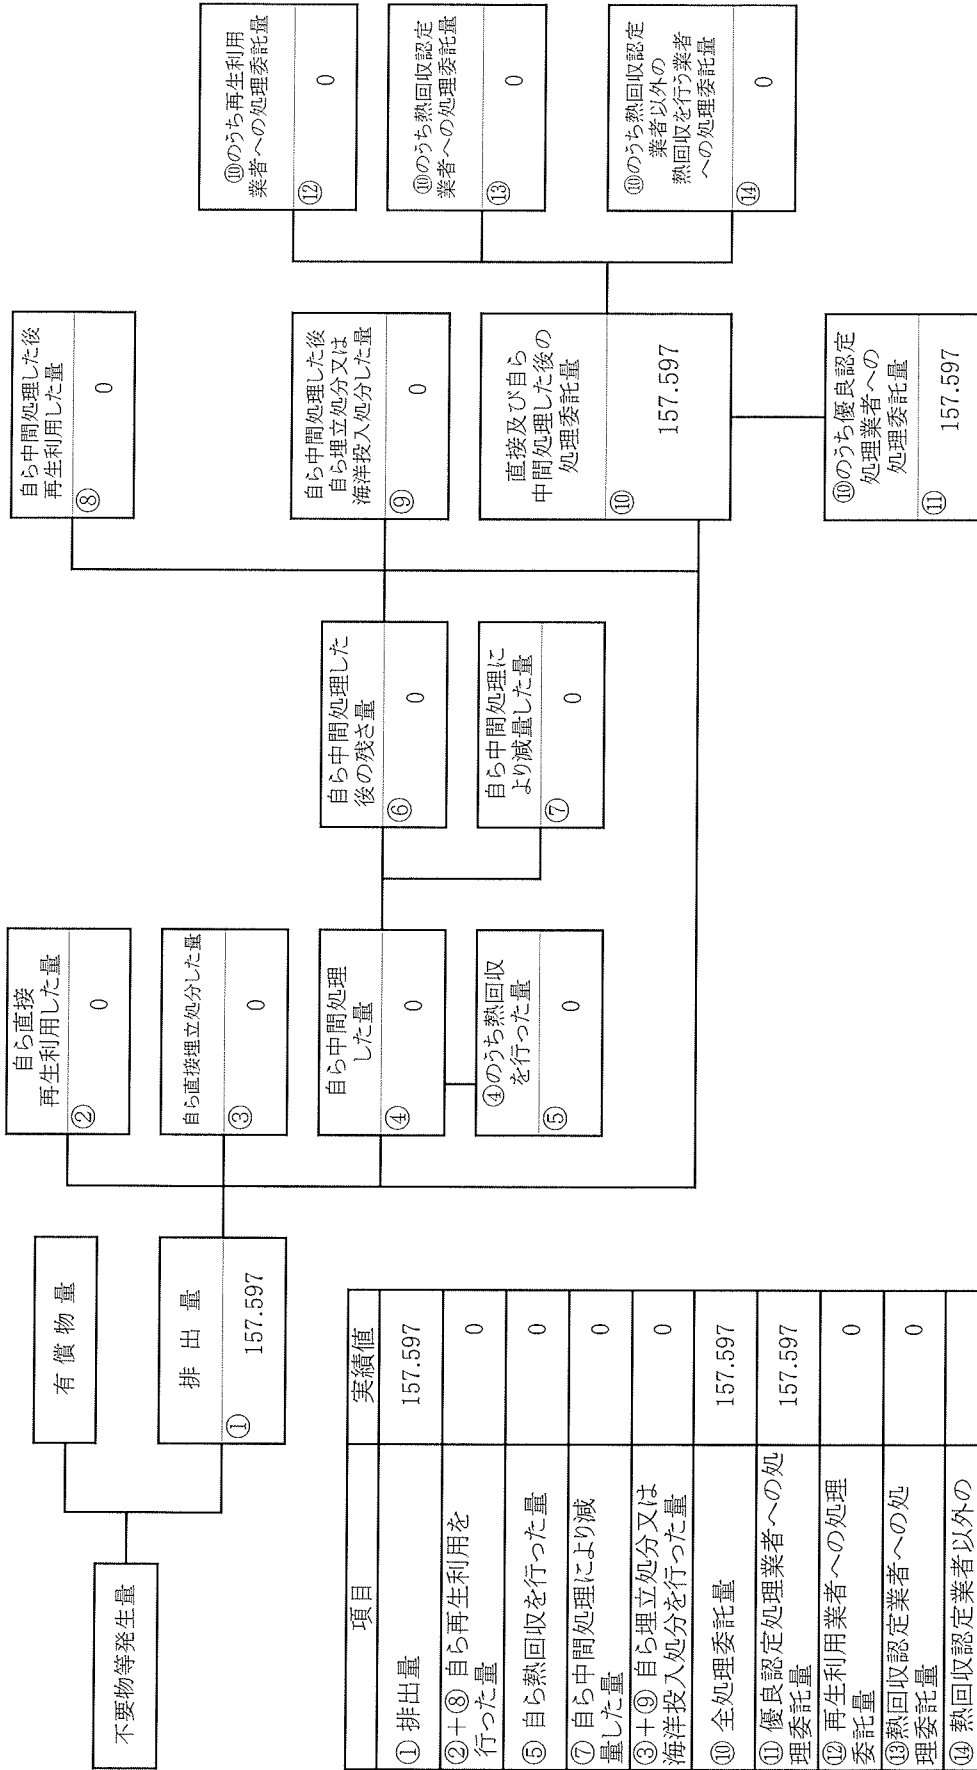 不要物等発生量
有 償 物 量
排 出 量
① 157.597
自ら直接
再生利用した量
② 0
自ら直接埋立処分した量
③ 0
自ら中間処理
した量
④ 0
④のうち熱回収
を行った量
⑤ 0
自ら中間処理した
後の残さ量
⑥ 0
自ら中間処理に
より減量した量
⑦ 0
自ら中間処理した後
再生利用した量
⑧ 0
自ら中間処理した後
自ら埋立処分又は
海洋投入処分した量
⑨ 0
直接及び自ら
中間処理した後の
処理委託量
⑩ 157.597
⑩のうち優良認定
処理業者への
処理委託量
⑪ 157.597
⑩のうち再生利用
業者への処理委託量
⑫ 0
⑩のうち熱回収認定
業者への処理委託量
⑬ 0
⑩のうち熱回収認定
業者以外の
熱回収を行う業者
への処理委託量
⑭ 0
項目 実績値
① 排出量 157.597
②+⑧ 自ら再生利用を
行った量 0
⑤ 自ら熱回収を行った量 0
⑦ 自ら中間処理により減
量した量 0
③+⑨ 自ら埋立処分又は
海洋投入処分を行った量 0
⑩ 全処理委託量 157.597
⑪ 優良認定処理業者への処
理委託量 157.597
⑫ 再生利用業者への処理
委託量 0
⑬熱回収認定業者への処
理委託量 0
⑭ 熱回収認定業者以外の